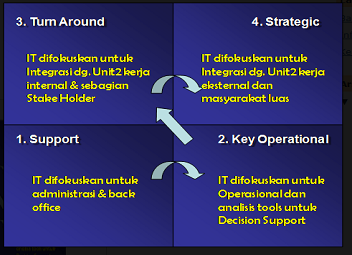 3. Turn Around
IT difokuskan untuk
Integrasi dg. Unit2 kerja
internal & sebagian
Stake Holder
4. Strategic
IT difokuskan untuk
Integrasi dg. Unit2 kerja
eksternal dan
masyarakat luas
1. Support
IT difokuskan untuk
administrasi & back
office
2. Key Operational
IT difokuskan untuk
Operasional dan
analisis tools untuk
Decision Support